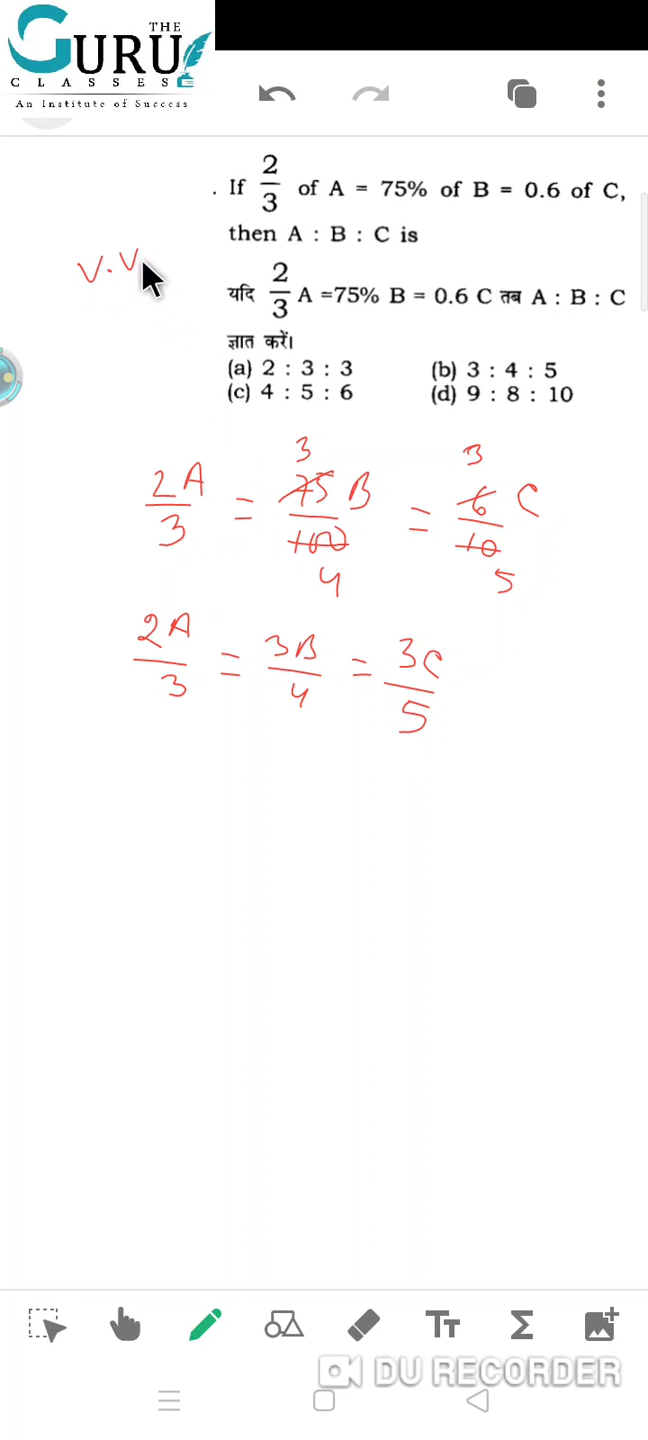 THE
GURU
CLASSES
An Institute of Success
. If 2/3 of A = 75% of B = 0.6 of C,
then A : B : C is
V.V
यदि 2/3 A =75% B = 0.6 C तब A : B : C
ज्ञात करें।
(a) 2 : 3 : 3 (b) 3 : 4 : 5
(c) 4 : 5 : 6 (d) 9 : 8 : 10
3 3
2A/3 = 75/100 B = 6/10 C
4 5
2A/3 = 3B/4 = 3C/5
Tт Σ
DU RECORDER